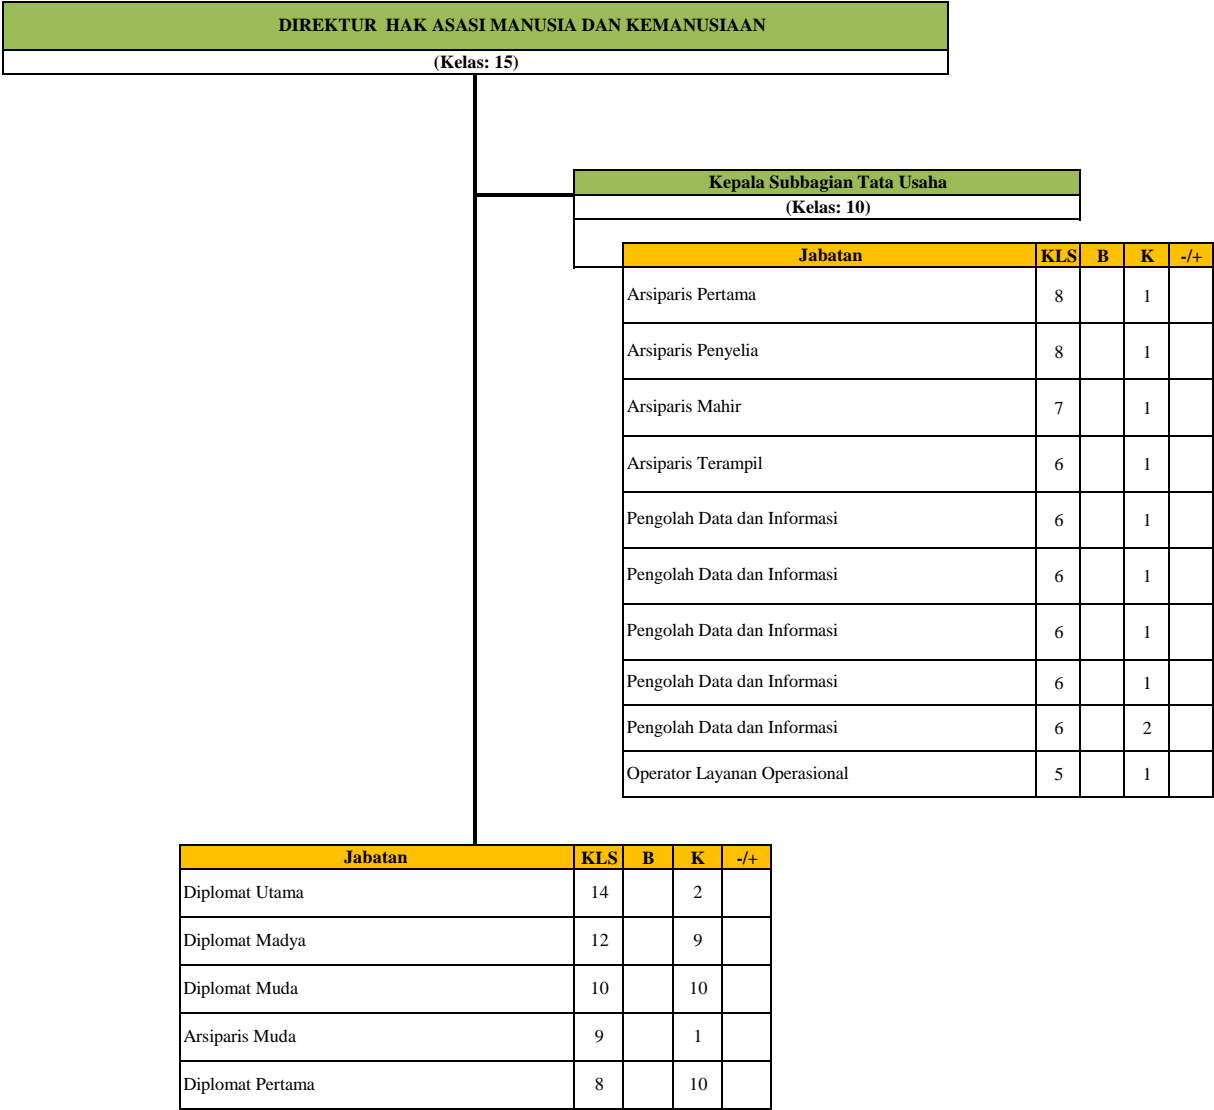 DIREKTUR  HAK ASASI MANUSIA DAN KEMANUSIAAN
(Kelas: 15)
Kepala Subbagian Tata Usaha
(Kelas: 10)
Jabatan KLS B K -/+
Arsiparis Pertama 8 1
Arsiparis Penyelia 8 1
Arsiparis Mahir 7 1
Arsiparis Terampil 6 1
Pengolah Data dan Informasi 6 1
Pengolah Data dan Informasi 6 1
Pengolah Data dan Informasi 6 1
Pengolah Data dan Informasi 6 1
Pengolah Data dan Informasi 6 2
Operator Layanan Operasional 5 1
Jabatan KLS B K -/+
Diplomat Utama 14 2
Diplomat Madya 12 9
Diplomat Muda 10 10
Arsiparis Muda 9 1
Diplomat Pertama 8 10